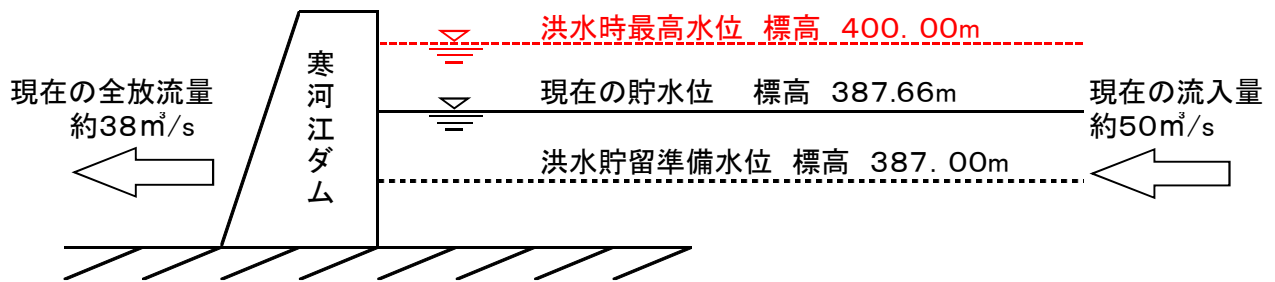 洪水時最高水位 標高 400.00m
寒河江ダム
現在の全放流量
約38㎥/s
現在の貯水位 標高 387.66m
現在の流入量
約50㎥/s
洪水貯留準備水位 標高 387.00m